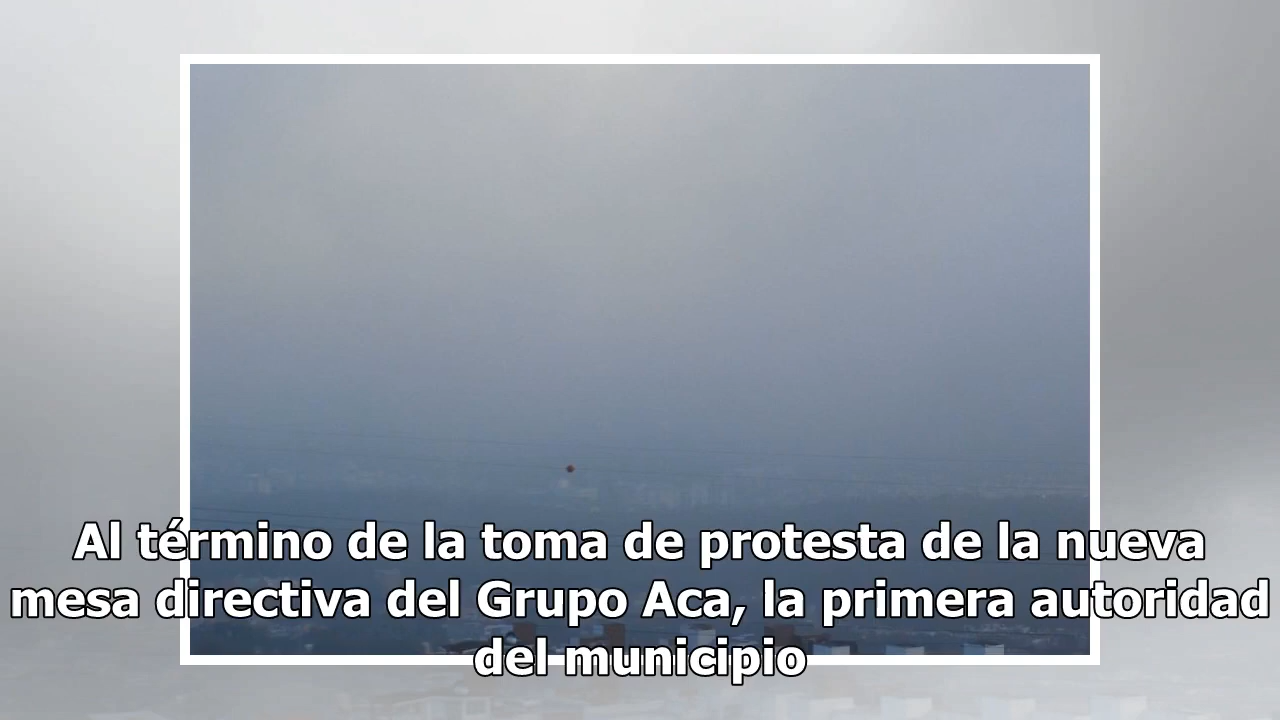 Al término de la toma de protesta de la nueva
mesa directiva del Grupo Aca, la primera autoridad
del municipio